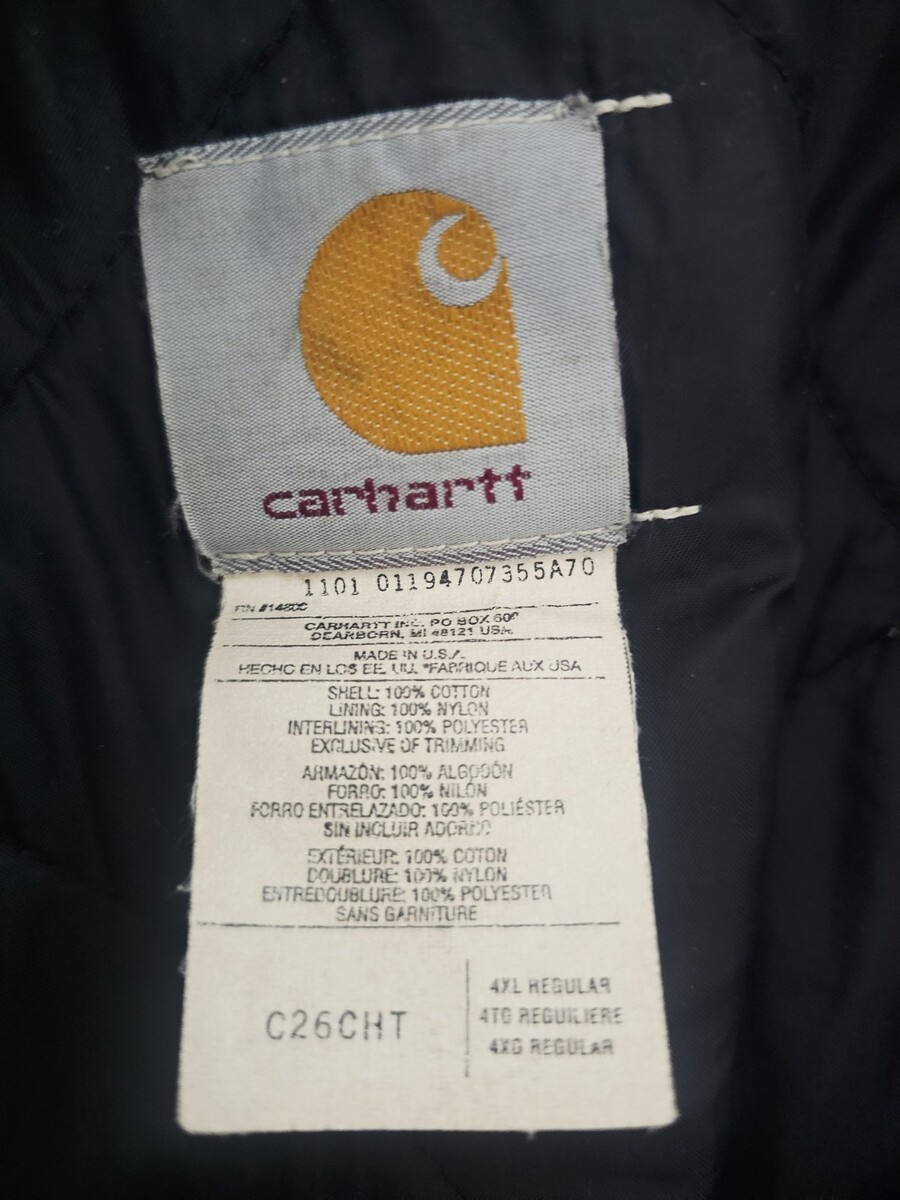 carhartt
1101 01194707355A70
RN #14806
CARHARTT INC. PO BOX 600
DEARBORN, MI 48121 USA.
MADE IN U.S.A.
HECHO EN LOS EE. UU. *FABRIQUE AUX USA
SHELL: 100% COTTON
LINING: 100% NYLON
INTERLINING: 100% POLYESTER
EXCLUSIVE OF TRIMMING
ARMAZÓN: 100% ALGODÓN
FORRO: 100% NILÓN
FORRO ENTRELAZADO: 100% POLIÉSTER
SIN INCLUIR ADORNO
EXTÉRIEUR: 100% COTON
DOUBLURE: 100% NYLON
ENTREDOUBLURE: 100% POLYESTER
SANS GARNITURE
C26CHT
4XL REGULAR
4TG REGUILIERE
4XG REGULAR